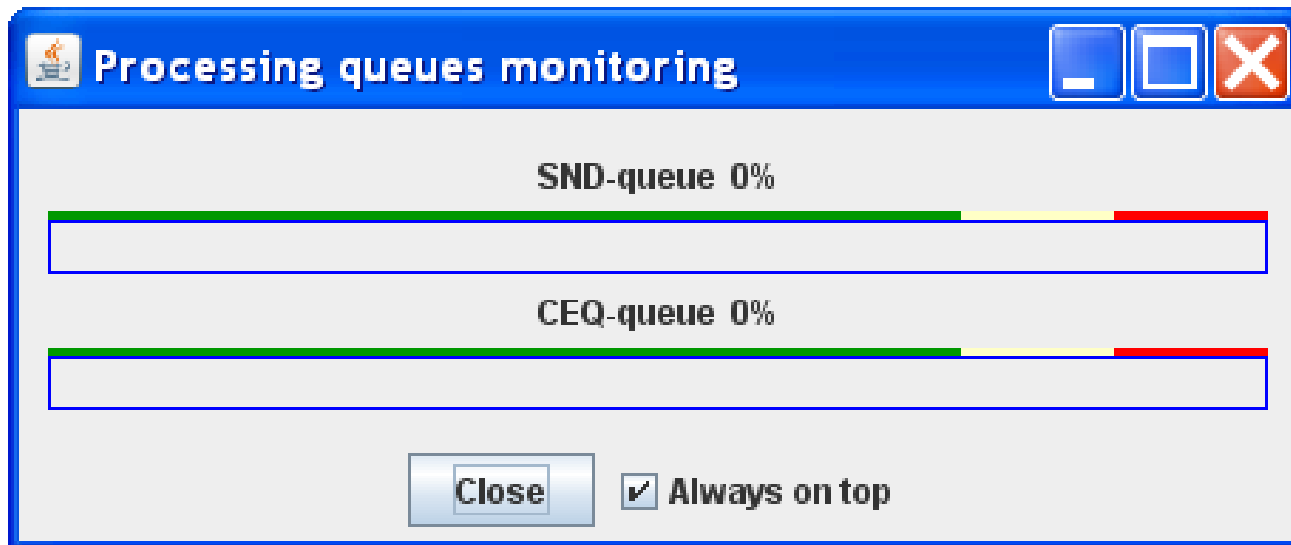 Processing queues monitoring
SND-queue 0%
CEQ-queue 0%
Close Always on top